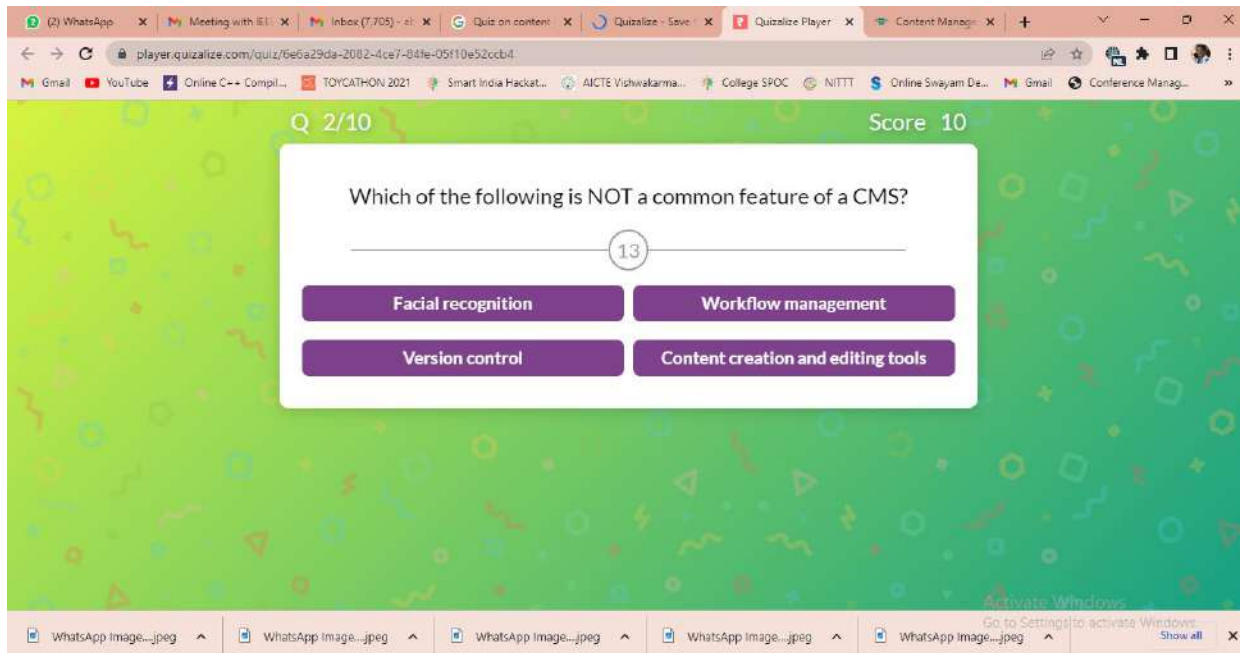 (2) WhatsApp
Meeting with
Inbox (7,705) -
Quiz on content
Quizalize - Save
Quizalize Player
Content Manage
player.quizalize.com/quiz/6e6a29da-2082-4ce7-84fe-05f10e52ccb4
Gmail YouTube Online C++ Compil... TOYCATHON 2021 Smart India Hackat... AICTE Vishwakarma... College SPOC NITTT Online Swayam De... Gmail Conference Manag... »
Q 2/10 Score 10
Which of the following is NOT a common feature of a CMS?
13
Facial recognition Workflow management
Version control Content creation and editing tools
Activate Windows
Go to Settings to activate Windows.
WhatsApp Image....jpeg WhatsApp Image....jpeg WhatsApp Image....jpeg WhatsApp Image....jpeg WhatsApp Image....jpeg Show all